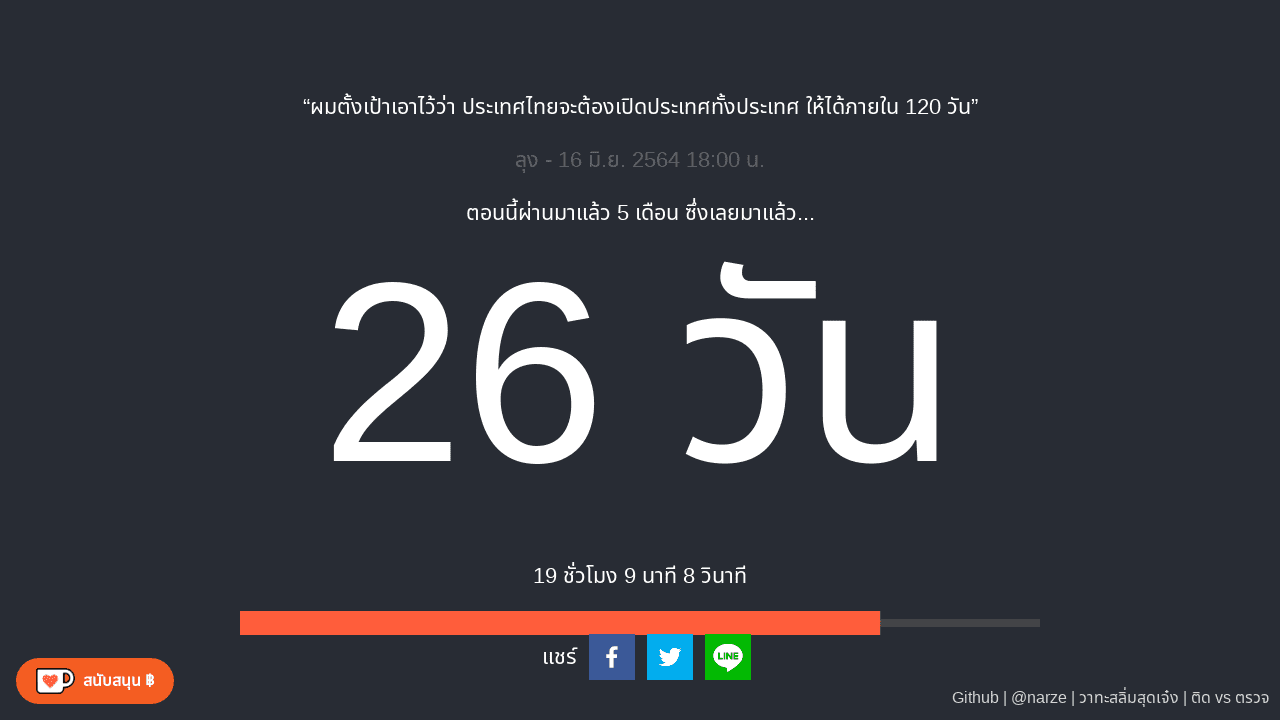 “ผมตั้งเป้าเอาไว้ว่า ประเทศไทยจะต้องเปิดประเทศทั้งประเทศ ให้ได้ภายใน 120 วัน”
ลุง - 16 มิ.ย. 2564 18:00 น.
ตอนนี้ผ่านมาแล้ว 5 เดือน ซึ่งเลยมาแล้ว...
26 วัน
19 ชั่วโมง 9 นาที 8 วินาที
แชร์
LINE
สนับสนุน ฿
Github | @narze | วาทะสลิ่มสุดเจ๋ง | ติด vs ตรวจ